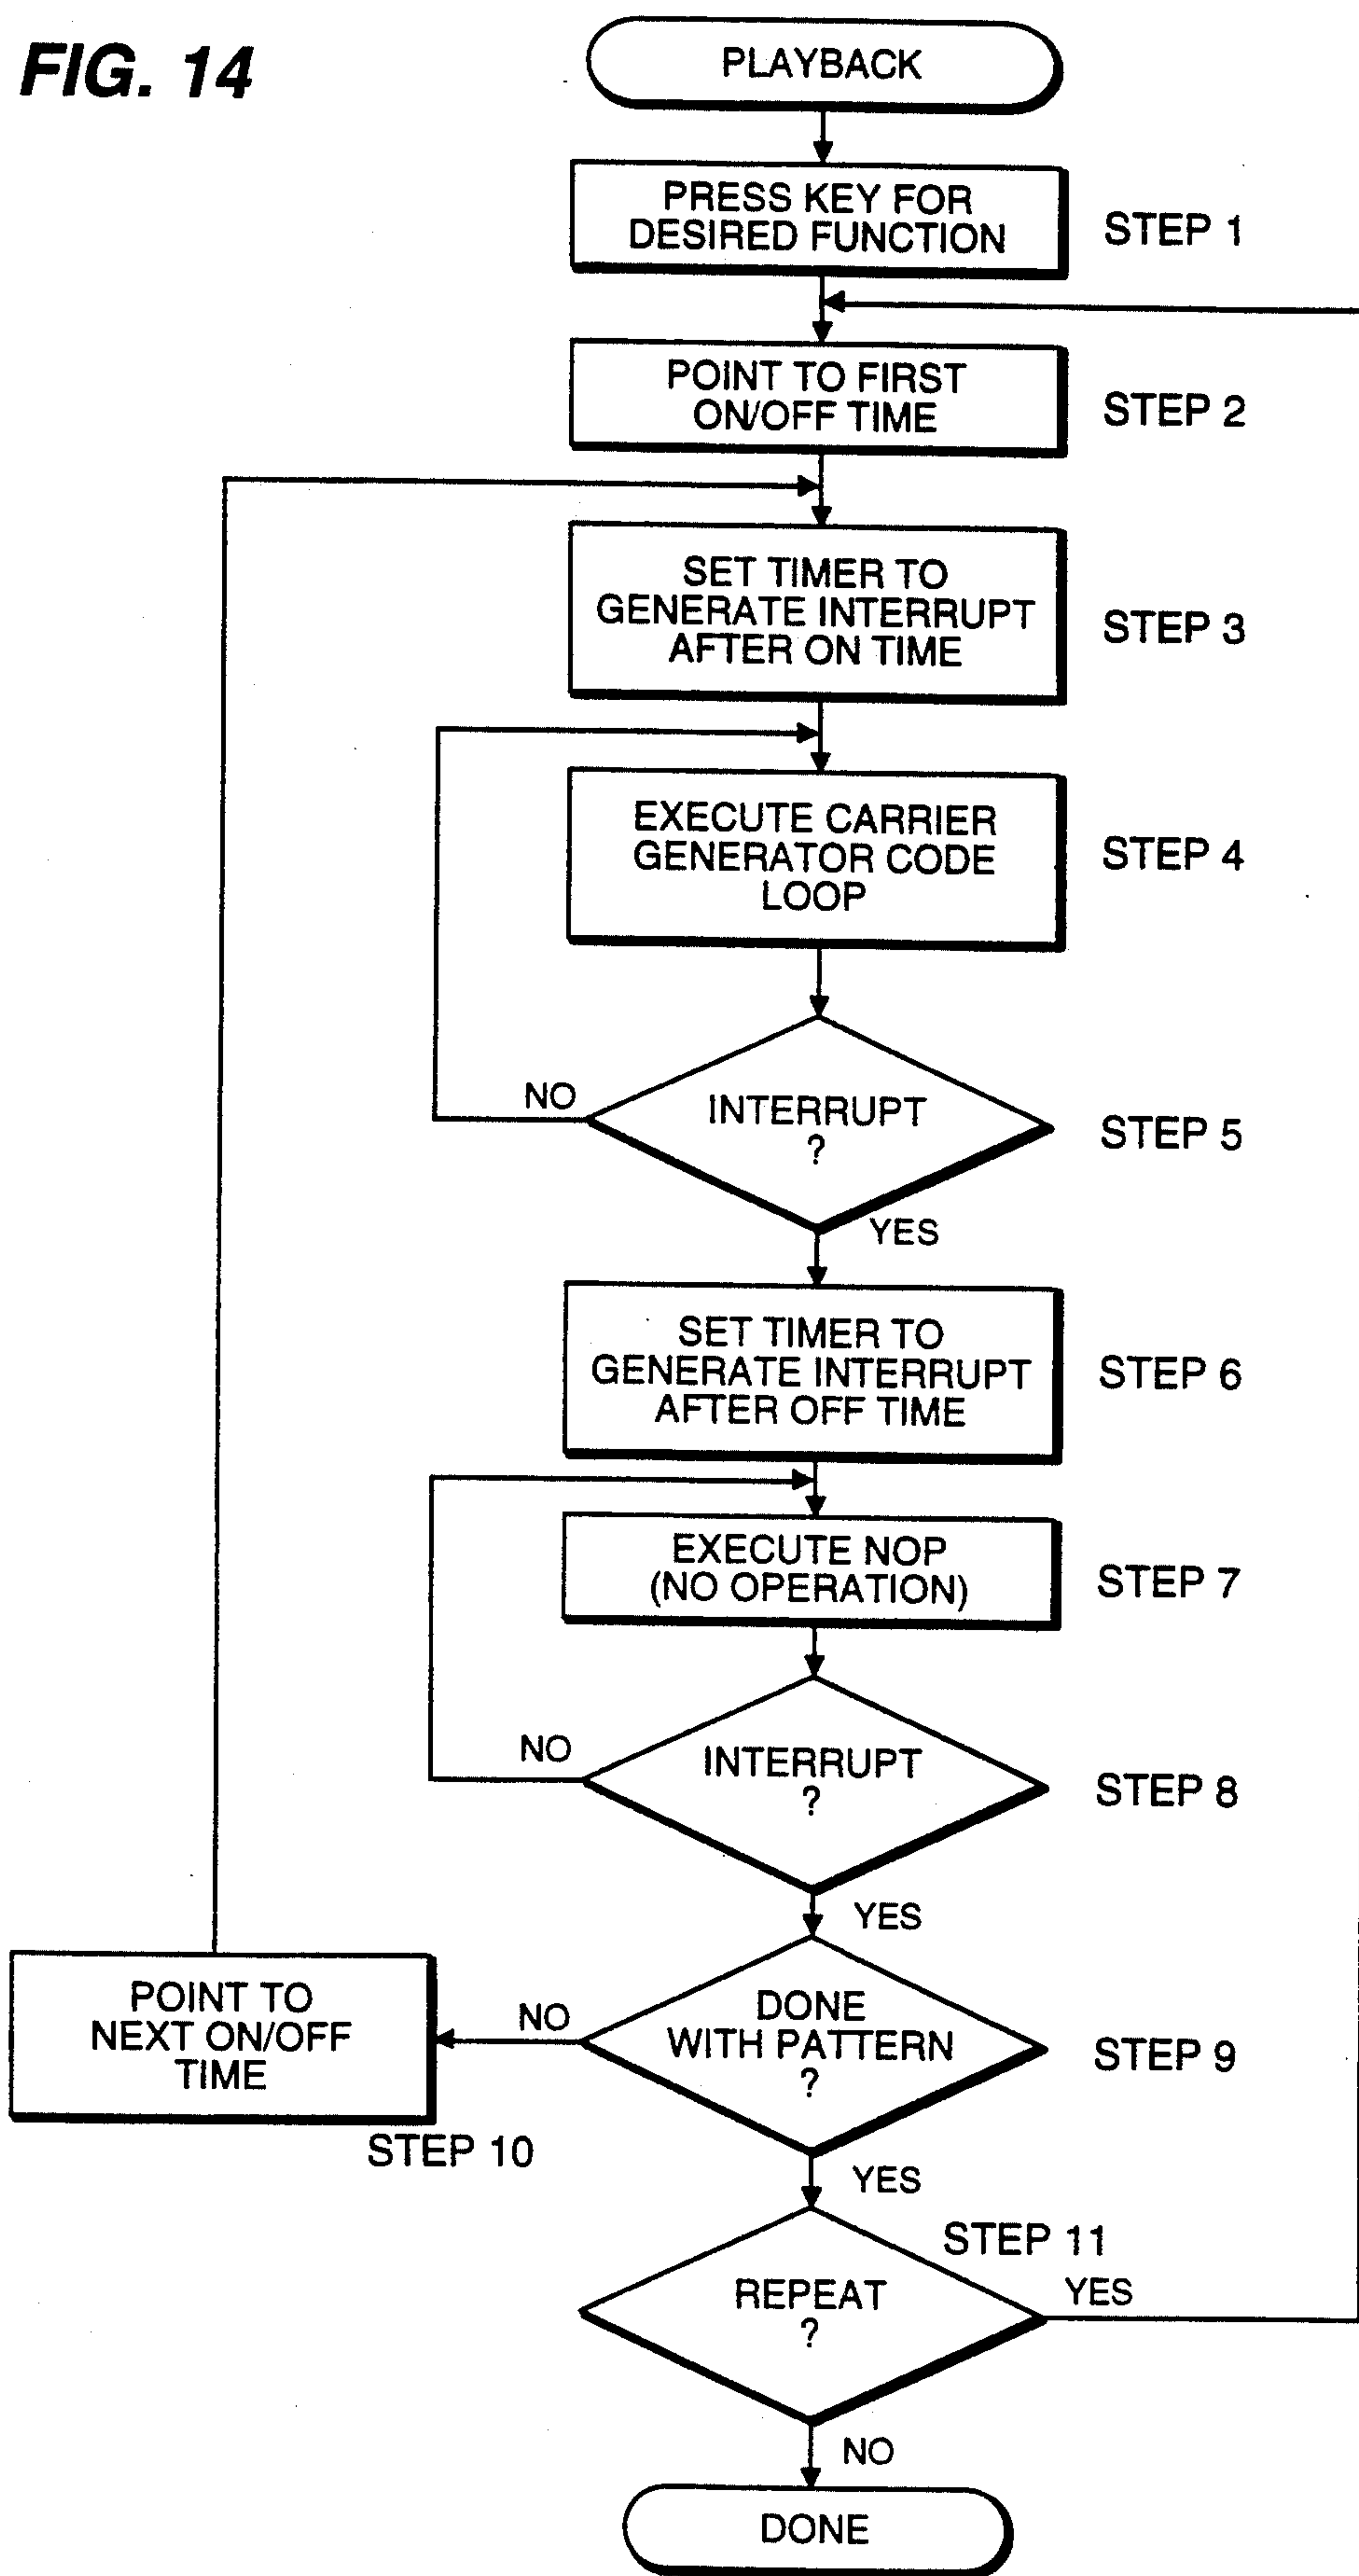 FIG. 14
PLAYBACK
PRESS KEY FOR
DESIRED FUNCTION
STEP 1
POINT TO FIRST
ON/OFF TIME
STEP 2
SET TIMER TO
GENERATE INTERRUPT
AFTER ON TIME
STEP 3
EXECUTE CARRIER
GENERATOR CODE
LOOP
STEP 4
NO
INTERRUPT
?
STEP 5
YES
SET TIMER TO
GENERATE INTERRUPT
AFTER OFF TIME
STEP 6
EXECUTE NOP
(NO OPERATION)
STEP 7
NO
INTERRUPT
?
STEP 8
YES
POINT TO
NEXT ON/OFF
TIME
STEP 10
NO
DONE
WITH PATTERN
?
STEP 9
YES
STEP 11
REPEAT
?
YES
NO
DONE